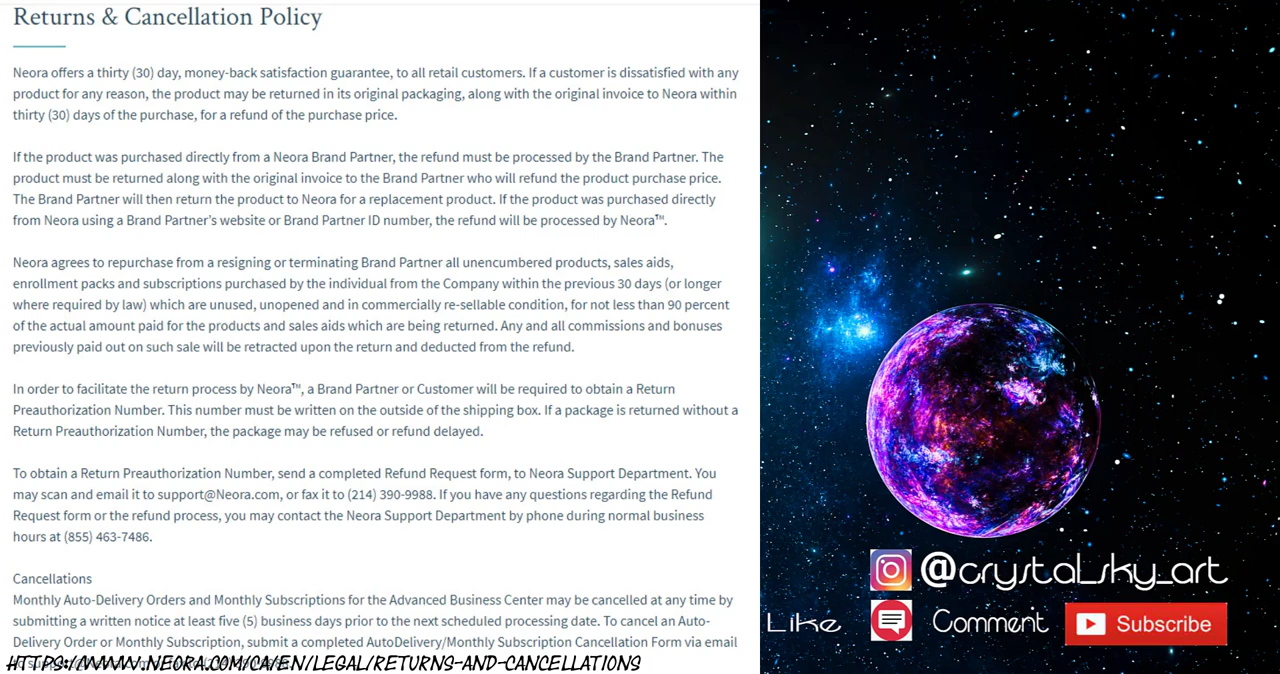 Returns & Cancellation Policy
Neora offers a thirty (30) day, money-back satisfaction guarantee, to all retail customers. If a customer is dissatisfied with any
product for any reason, the product may be returned in its original packaging, along with the original invoice to Neora within
thirty (30) days of the purchase, for a refund of the purchase price.
If the product was purchased directly from a Neora Brand Partner, the refund must be processed by the Brand Partner. The
product must be returned along with the original invoice to the Brand Partner who will refund the product purchase price.
The Brand Partner will then return the product to Neora for a replacement product. If the product was purchased directly
from Neora using a Brand Partner's website or Brand Partner ID number, the refund will be processed by Neora™.
Neora agrees to repurchase from a resigning or terminating Brand Partner all unencumbered products, sales aids,
enrollment packs and subscriptions purchased by the individual from the Company within the previous 30 days (or longer
where required by law) which are unused, unopened and in commercially re-sellable condition, for not less than 90 percent
of the actual amount paid for the products and sales aids which are being returned. Any and all commissions and bonuses
previously paid out on such sale will be retracted upon the return and deducted from the refund.
In order to facilitate the return process by Neora™, a Brand Partner or Customer will be required to obtain a Return
Preauthorization Number. This number must be written on the outside of the shipping box. If a package is returned without a
Return Preauthorization Number, the package may be refused or refund delayed.
To obtain a Return Preauthorization Number, send a completed Refund Request form, to Neora Support Department. You
may scan and email it to support@Neora.com, or fax it to (214) 390-9988. If you have any questions regarding the Refund
Request form or the refund process, you may contact the Neora Support Department by phone during normal business
hours at (855) 463-7486.
Cancellations
Monthly Auto-Delivery Orders and Monthly Subscriptions for the Advanced Business Center may be cancelled at any time by
submitting a written notice at least five (5) business days prior to the next scheduled processing date. To cancel an Auto-
Delivery Order or Monthly Subscription, submit a completed AutoDelivery/Monthly Subscription Cancellation Form via email
HTTPS://WWW.NEORA.COM/CA/EN/LEGAL/RETURNS-AND-CANCELLATIONS
@crystal_sky_art
Like Comment Subscribe